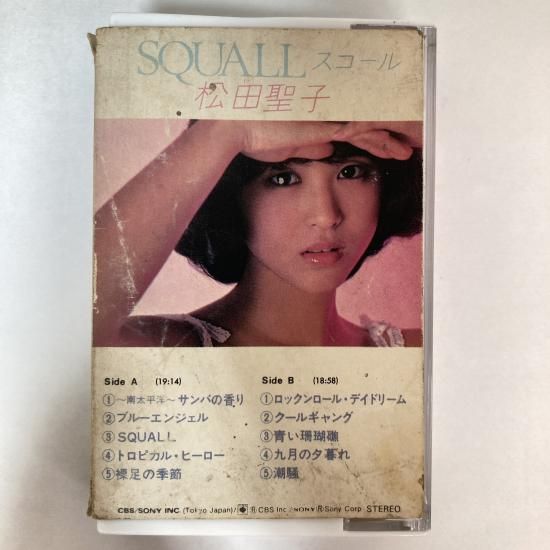 SQUALL スコール
松田聖子
Side A (19:14)
① ～南太平洋～サンバの香り
② ブルーエンジェル
③ SQUALL
④ トロピカル・ヒーロー
⑤ 裸足の季節
Side B (18:58)
① ロックンロール・デイドリーム
② クールギャング
③ 青い珊瑚礁
④ 九月の夕暮れ
⑤ 潮騒
CBS/SONY INC. (Tokyo Japan)/ ® CBS Inc./SONY ® Sony Corp. STEREO